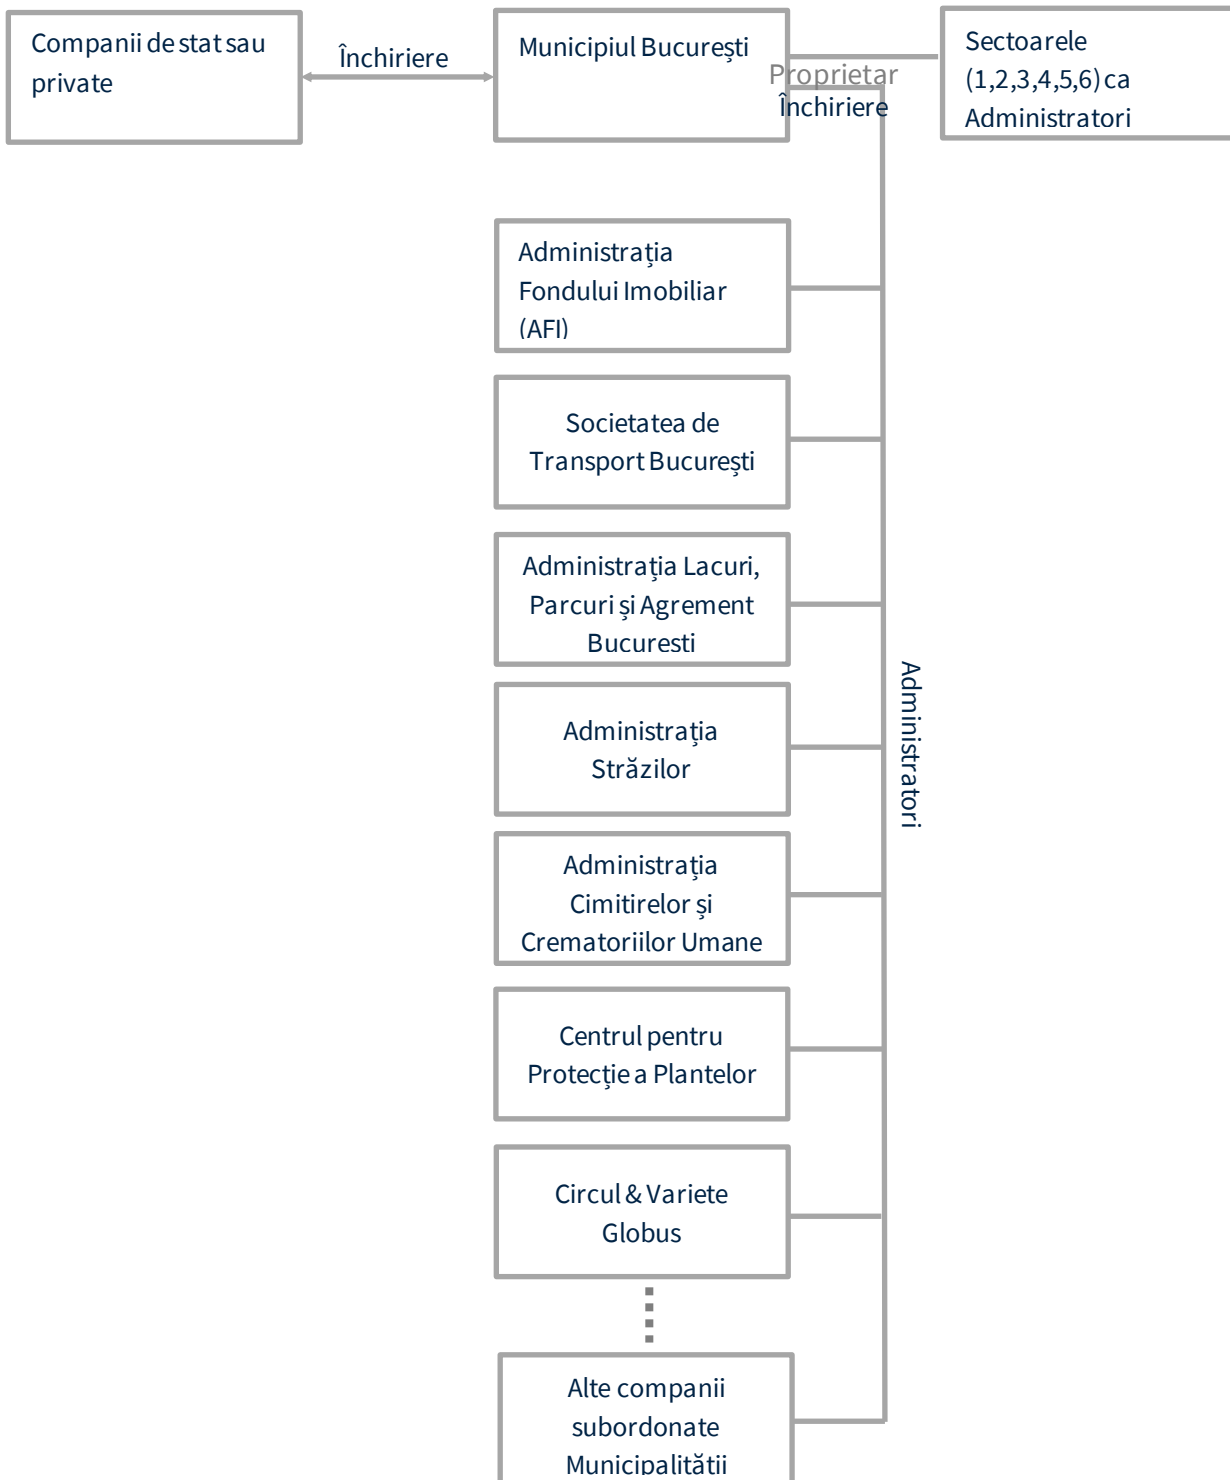 Companii de stat sau
private
Închiriere
Municipiul București
Proprietar
Închiriere
Sectoarele
(1,2,3,4,5,6) ca
Administratori
Administrația
Fondului Imobiliar
(AFI)
Societatea de
Transport București
Administrația Lacuri,
Parcuri și Agrement
Bucuresti
Administrația
Străzilor
Administratori
Administrația
Cimitirelor și
Crematoriilor Umane
Centrul pentru
Protecție a Plantelor
Circul & Variete
Globus
Alte companii
subordonate
Municipalității